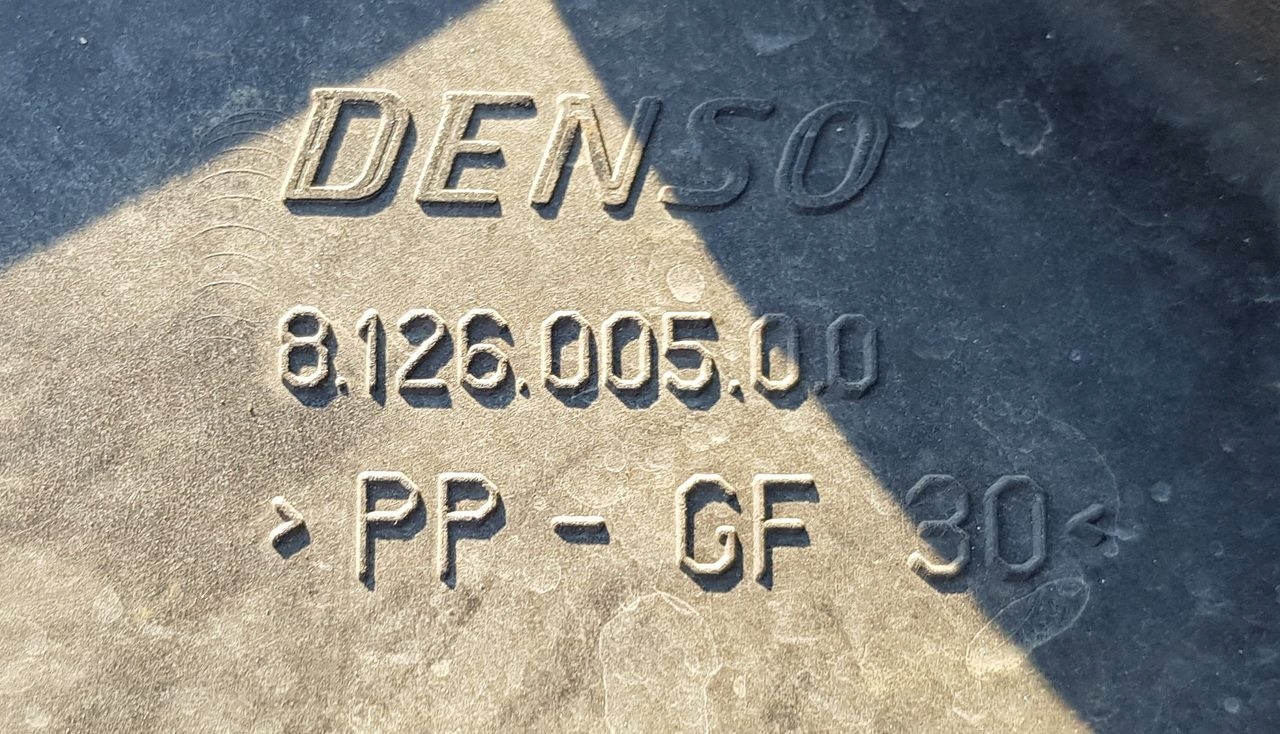 DENSO
8.126.005.0.0
> PP - GF 30 <